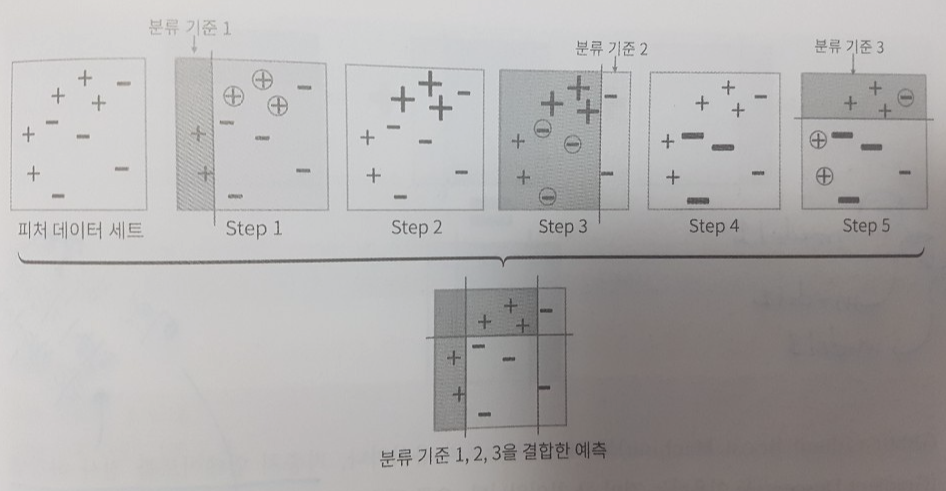 분류 기준 1
분류 기준 2
분류 기준 3
피처 데이터 세트
Step 1
Step 2
Step 3
Step 4
Step 5
분류 기준 1, 2, 3을 결합한 예측